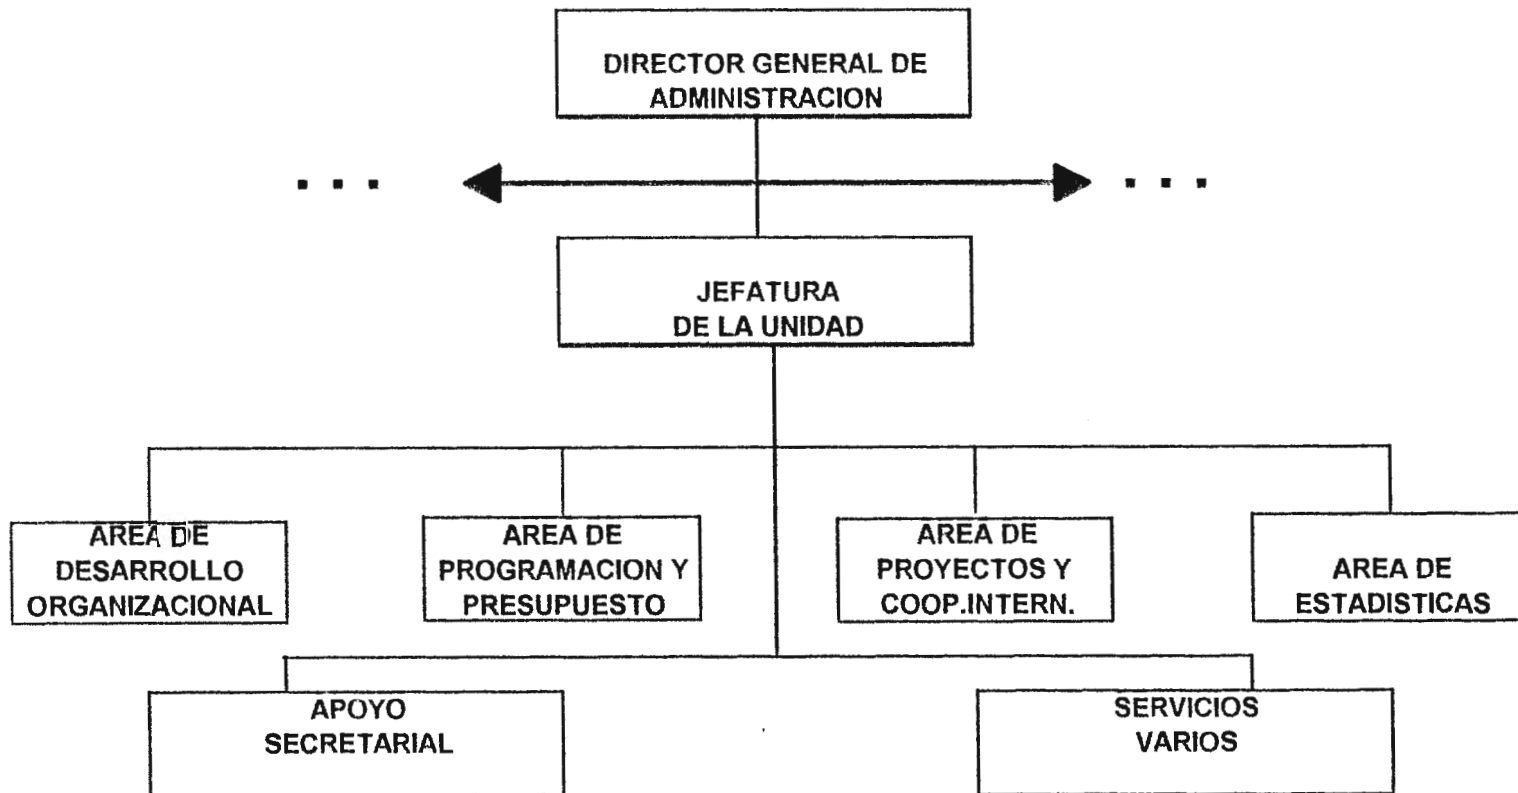 DIRECTOR GENERAL DE
ADMINISTRACION
. . .
. . .
JEFATURA
DE LA UNIDAD
AREA DE
DESARROLLO
ORGANIZACIONAL
AREA DE
PROGRAMACION Y
PRESUPUESTO
AREA DE
PROYECTOS Y
COOP.INTERN.
AREA DE
ESTADISTICAS
APOYO
SECRETARIAL
SERVICIOS
VARIOS